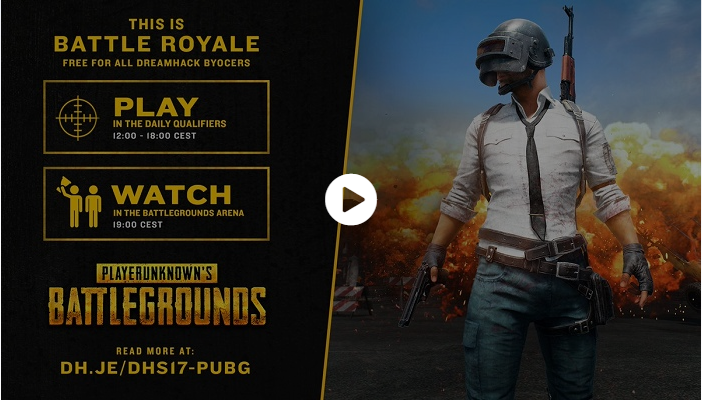 THIS IS
BATTLE ROYALE
FREE FOR ALL DREAMHACK BYOCERS
PLAY
IN THE DAILY QUALIFIERS
12:00 - 18:00 CEST
WATCH
IN THE BATTLEGROUNDS ARENA
19:00 CEST
PLAYERUNKNOWN'S
BATTLEGROUNDS
READ MORE AT:
DH.JE/DHS17-PUBG